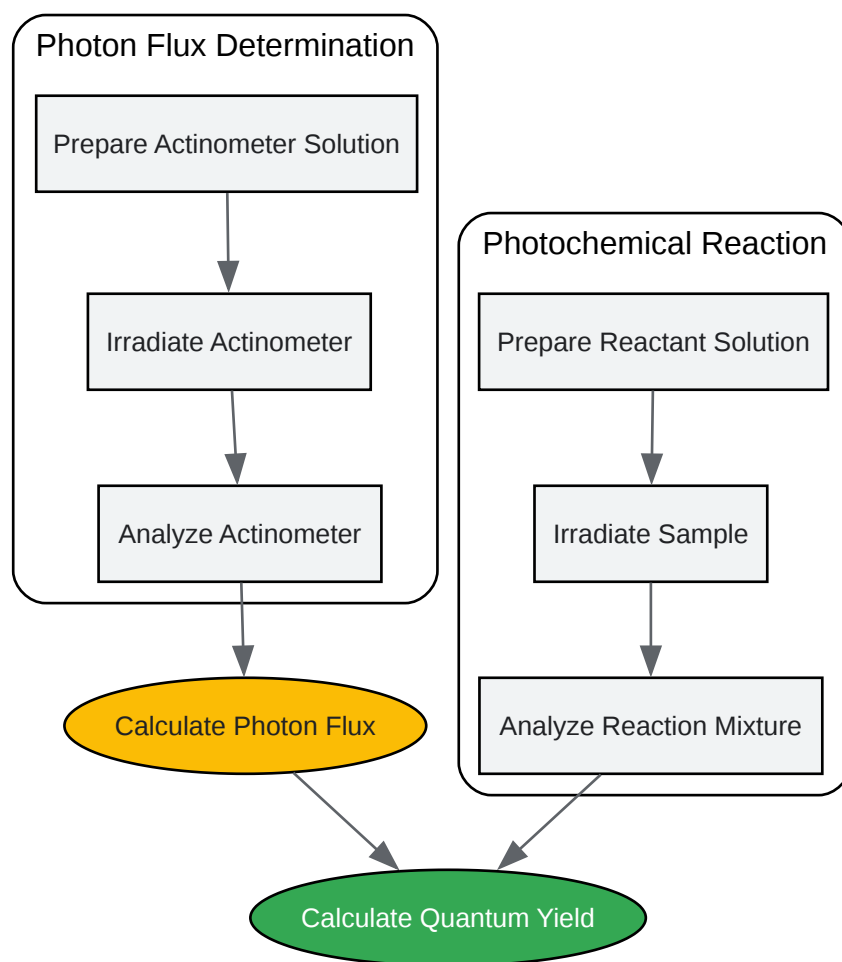 Photon Flux Determination
Prepare Actinometer Solution
Irradiate Actinometer
Analyze Actinometer
Calculate Photon Flux
Photochemical Reaction
Prepare Reactant Solution
Irradiate Sample
Analyze Reaction Mixture
Calculate Quantum Yield